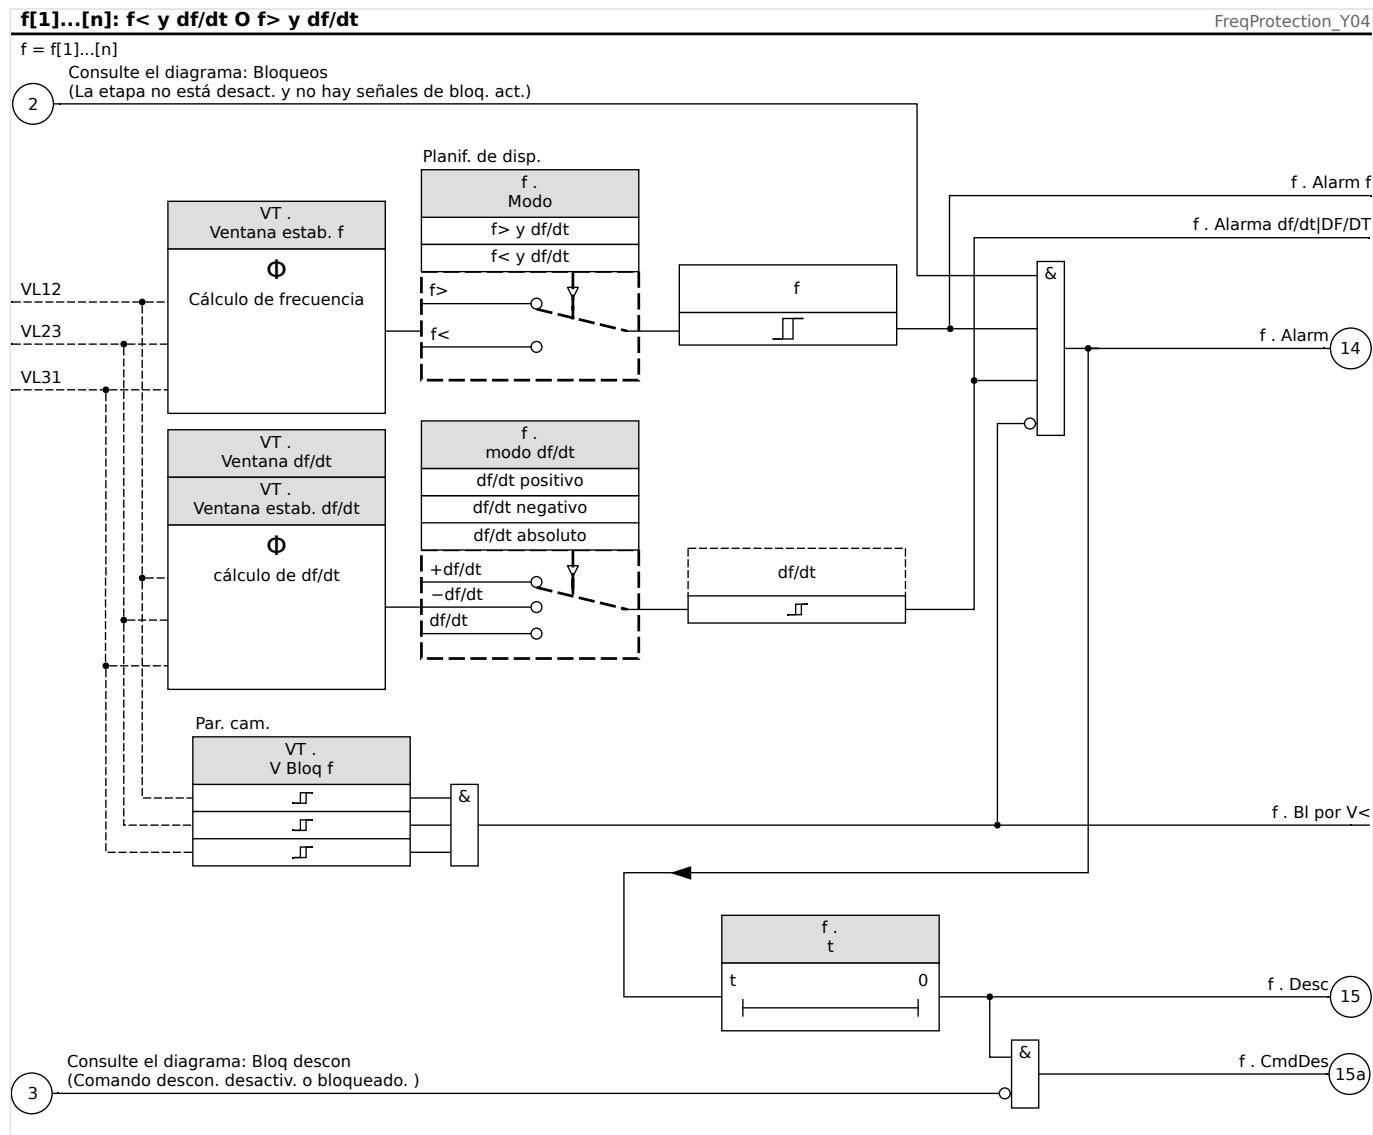 f[1]...[n]: f< y df/dt O f> y df/dt
FreqProtection_Y04
f = f[1]...[n]
Consulte el diagrama: Bloqueos
(La etapa no está desact. y no hay señales de bloq. act.)
2
Planif. de disp.
f .
Modo
f> y df/dt
f< y df/dt
f>
f<
VT .
Ventana estab. f
Φ
Cálculo de frecuencia
VL12
VL23
VL31
f
f . Alarm f
f . Alarma df/dt|DF/DT
&
f . Alarm
14
VT .
Ventana df/dt
VT .
Ventana estab. df/dt
Φ
cálculo de df/dt
f .
modo df/dt
df/dt positivo
df/dt negativo
df/dt absoluto
+df/dt
−df/dt
df/dt
df/dt
Par. cam.
VT .
V Bloq f
&
f . Bl por V<
f .
t
t 0
f . Desc
15
Consulte el diagrama: Bloq descon
(Comando descon. desactiv. o bloqueado. )
3
&
f . CmdDes
15a